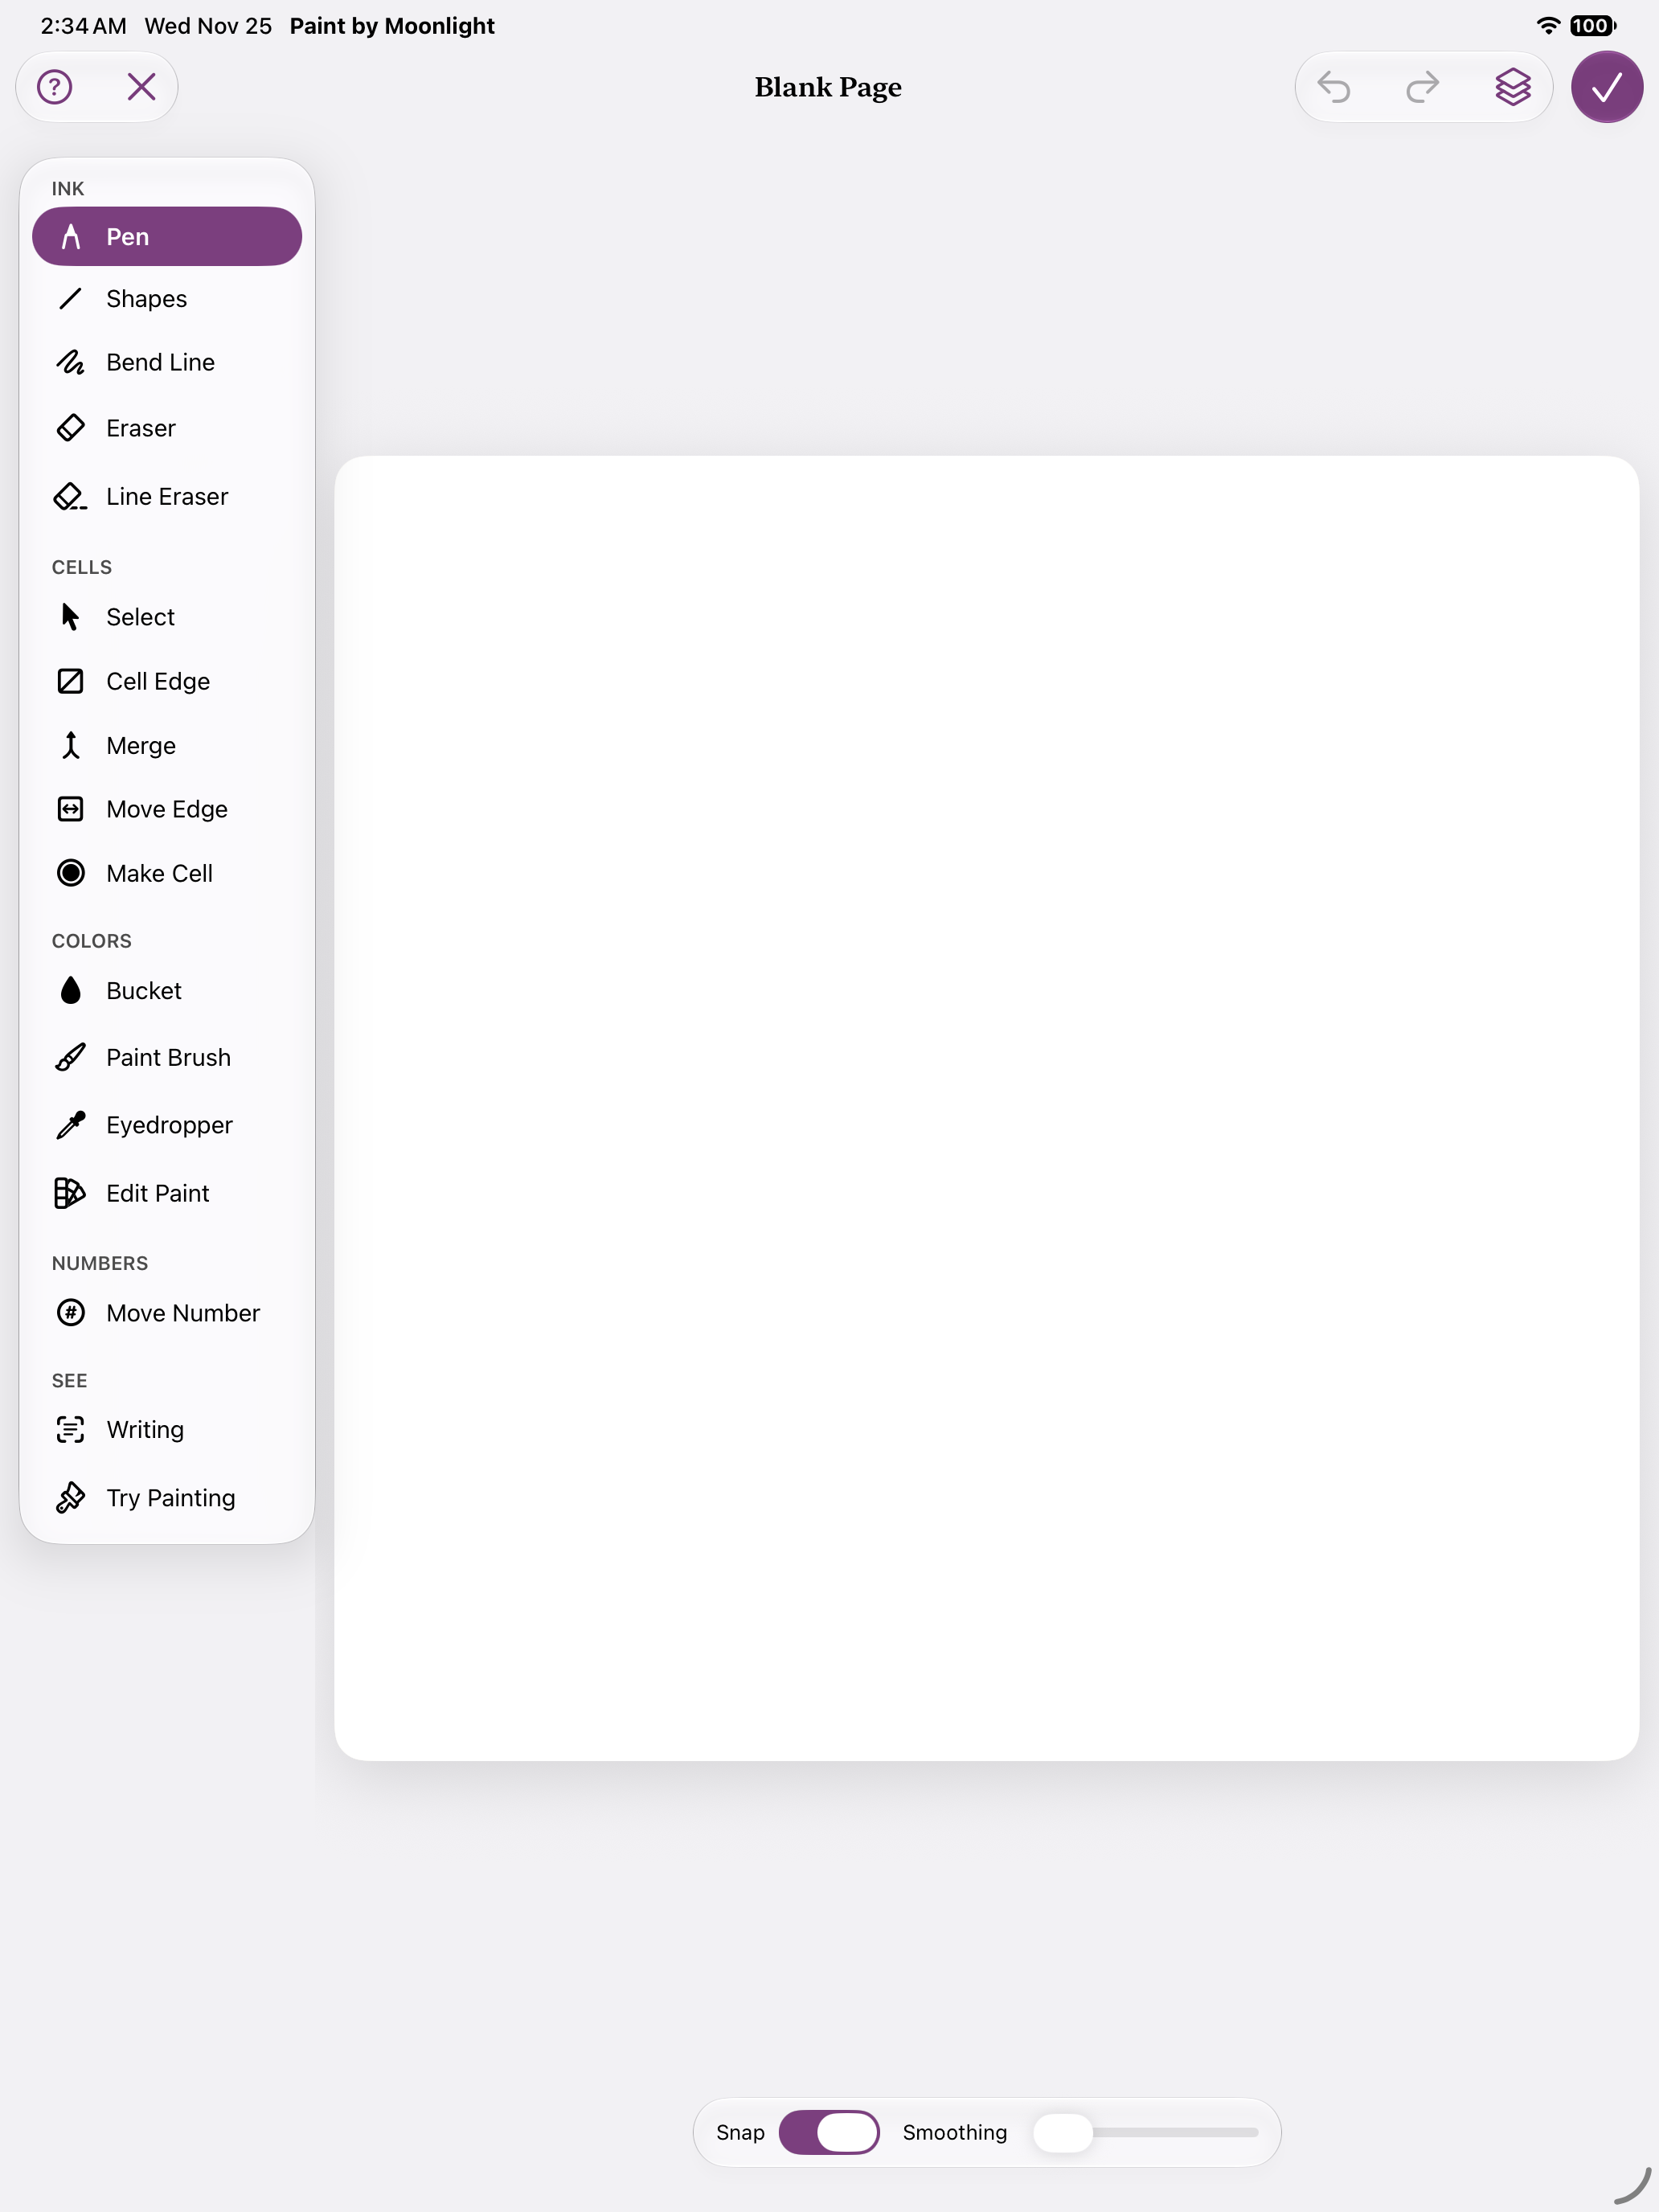 2:34 AM Wed Nov 25 Paint by Moonlight
100
Blank Page
INK
Pen
Shapes
Bend Line
Eraser
Line Eraser
CELLS
Select
Cell Edge
Merge
Move Edge
Make Cell
COLORS
Bucket
Paint Brush
Eyedropper
Edit Paint
NUMBERS
Move Number
SEE
Writing
Try Painting
Snap
Smoothing